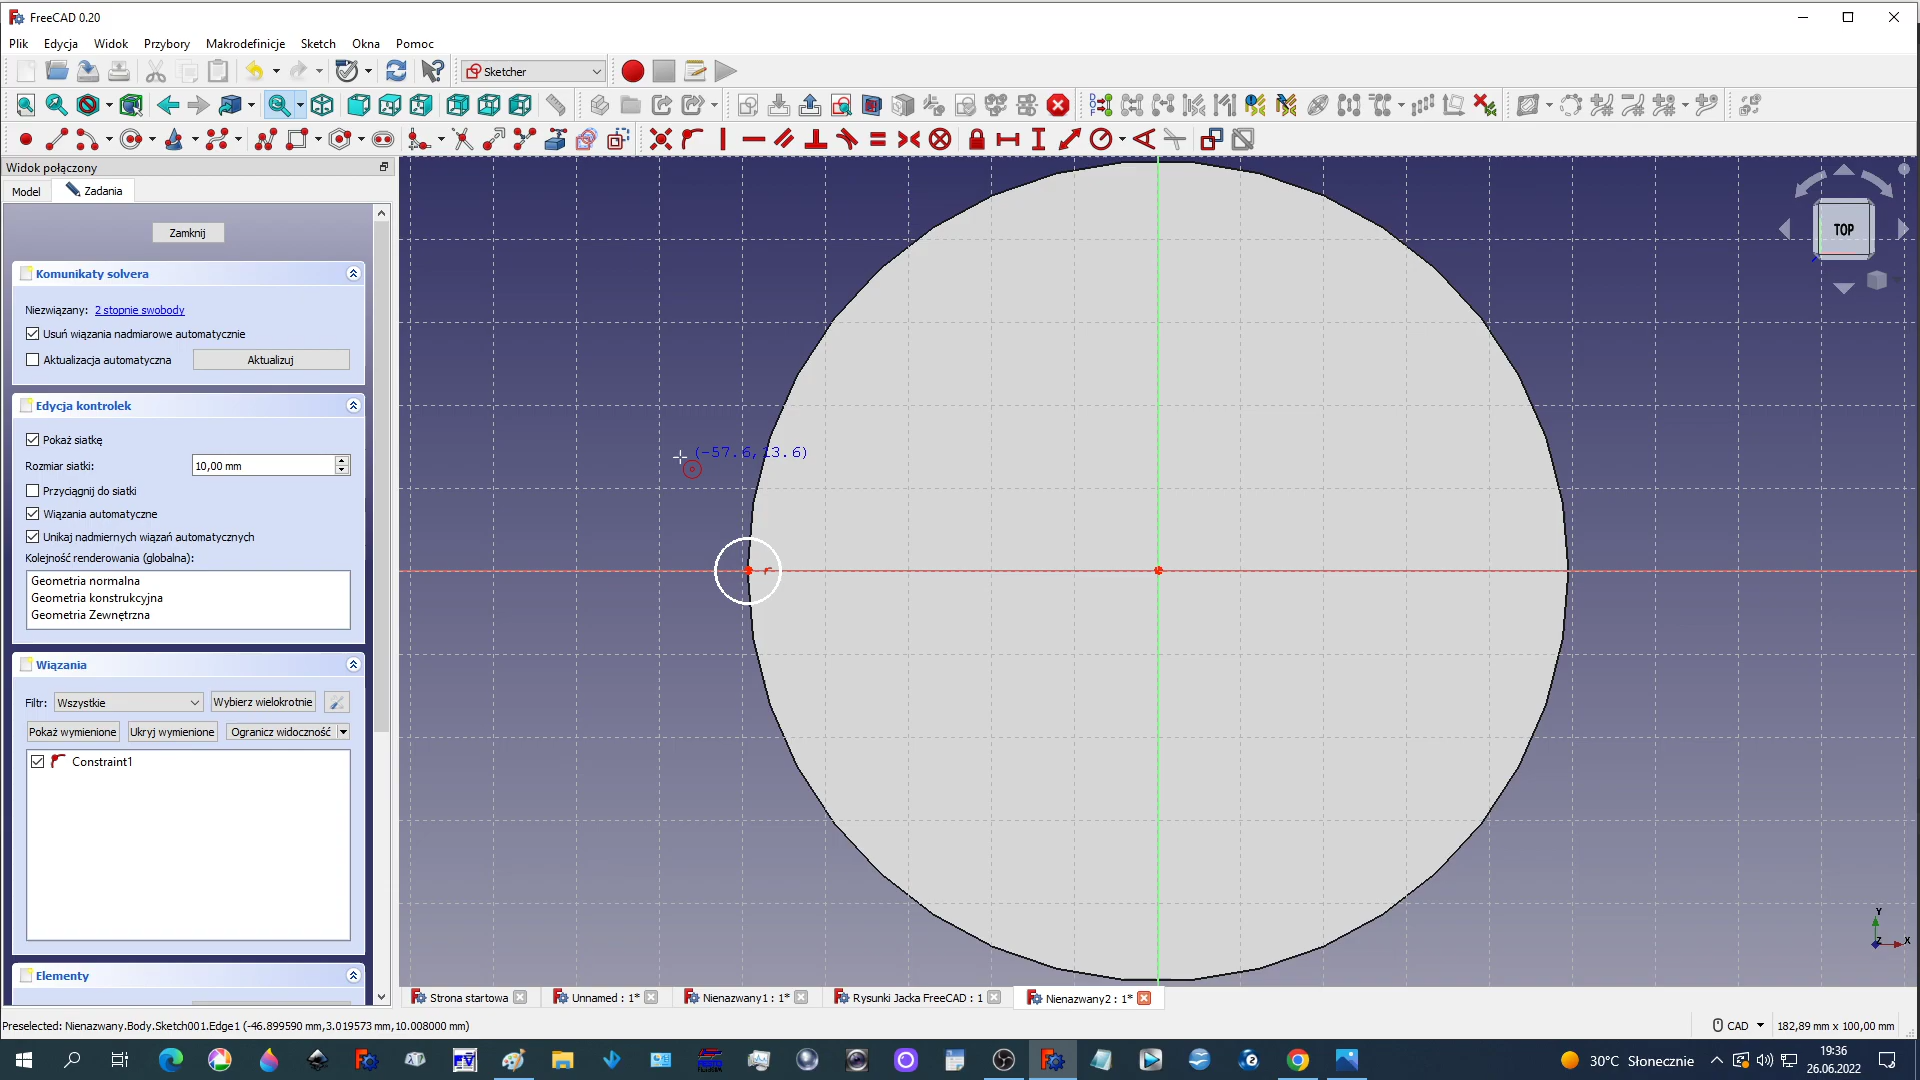 FreeCAD 0.20
Plik Edycja Widok Przybory Makrodefinicje Sketch Okna Pomoc
Sketcher
Widok połączony
Model Zadania
Zamknij
Komunikaty solvera
Niezwiązany: 2 stopnie swobody
Usuń wiązania nadmiarowe automatycznie
Aktualizacja automatyczna Aktualizuj
Edycja kontrolek
Pokaż siatkę
Rozmiar siatki: 10,00 mm
Przyciągnij do siatki
Wiązania automatyczne
Unikaj nadmiernych wiązań automatycznych
Kolejność renderowania (globalna):
Geometria normalna
Geometria konstrukcyjna
Geometria Zewnętrzna
Wiązania
Filtr: Wszystkie Wybierz wielokrotnie
Pokaż wymienione Ukryj wymienione Ogranicz widoczność
Constraint1
Elementy
(-57.6,13.6)
TOP
Y
Z X
Strona startowa Unnamed : 1* Nienazwany1 : 1* Rysunki Jacka FreeCAD : 1 Nienazwany2 : 1*
Preselected: Nienazwany.Body.Sketch001.Edge1 (-46.899590 mm,3.019573 mm,10.008000 mm)
CAD 182,89 mm x 100,00 mm
30°C Słonecznie
19:36
26.06.2022